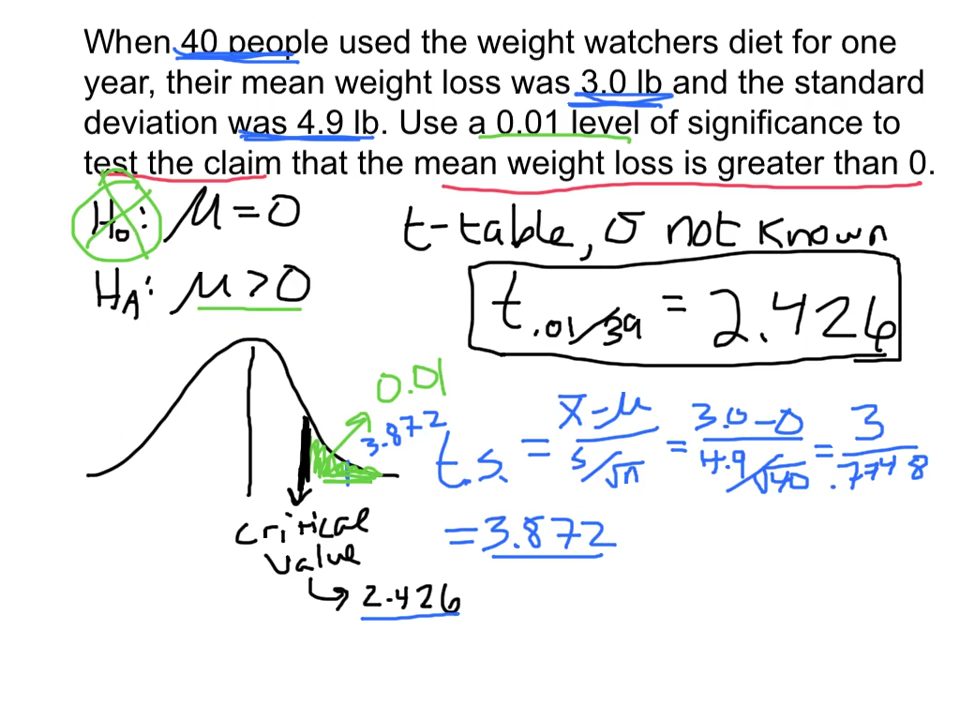 When 40 people used the weight watchers diet for one
year, their mean weight loss was 3.0 lb and the standard
deviation was 4.9 lb. Use a 0.01 level of significance to
test the claim that the mean weight loss is greater than 0.
H₀: μ = 0
t-table, σ not known
H_A: μ > 0
t.01/39 = 2.426
0.01
3.872
t.s. = x̄-μ / s/√n = 3.0-0 / 4.9/√40 = 3 / .7748
= 3.872
critical
value
↳ 2.426